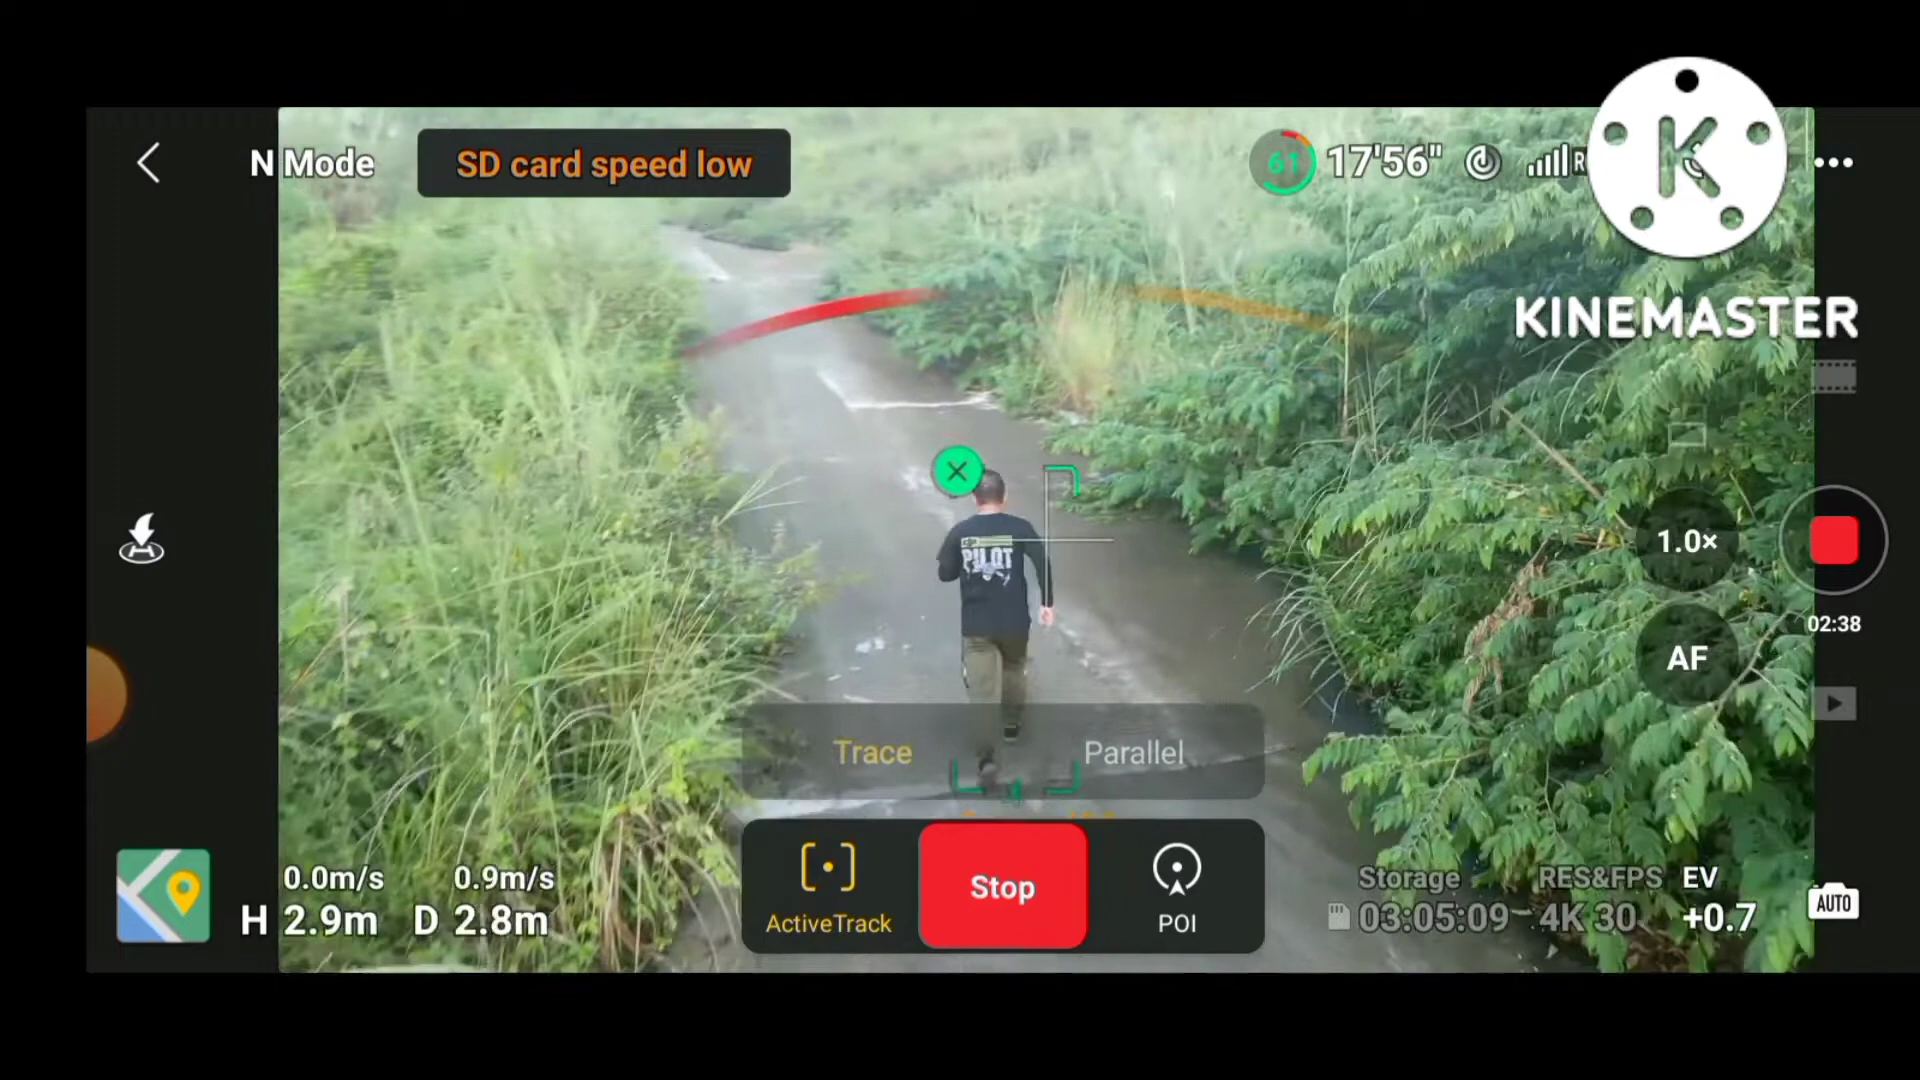 N Mode
SD card speed low
61
17'56"
K
KINEMASTER
PILOT
1.0×
02:38
AF
Trace
Parallel
ActiveTrack
Stop
POI
0.0m/s
0.9m/s
H 2.9m
D 2.8m
Storage
03:05:09
RES&FPS
4K 30
EV
+0.7
AUTO